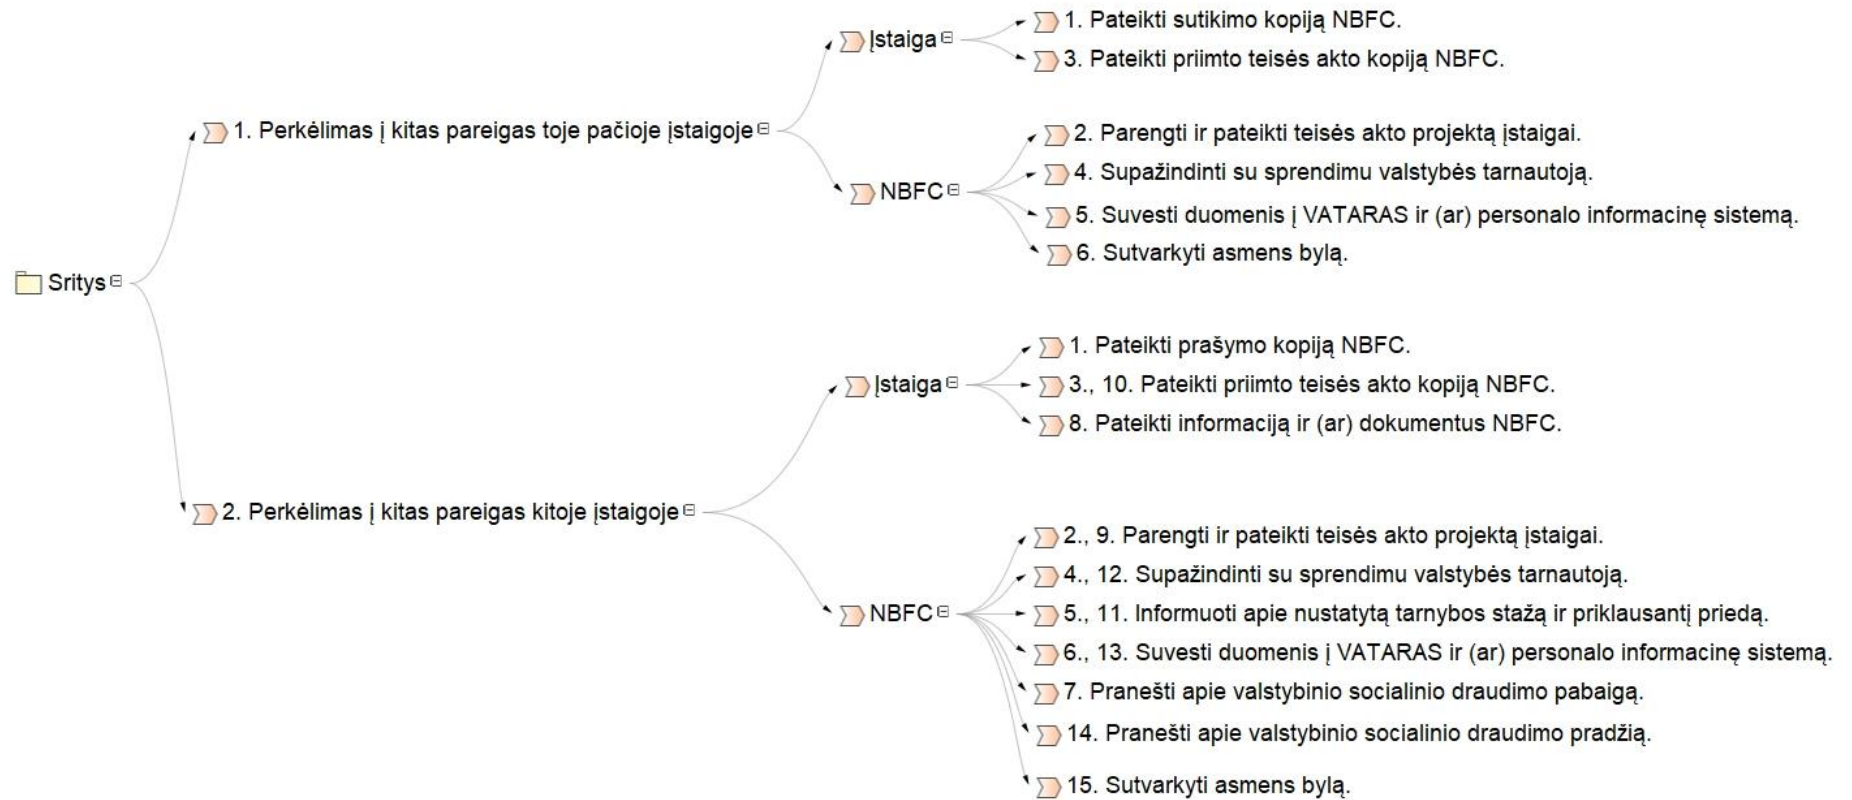 Sritys
1. Perkėlimas į kitas pareigas toje pačioje įstaigoje
Įstaiga
1. Pateikti sutikimo kopiją NBFC.
3. Pateikti priimto teisės akto kopiją NBFC.
NBFC
2. Parengti ir pateikti teisės akto projektą įstaigai.
4. Supažindinti su sprendimu valstybės tarnautoją.
5. Suvesti duomenis į VATARAS ir (ar) personalo informacinę sistemą.
6. Sutvarkyti asmens bylą.
2. Perkėlimas į kitas pareigas kitoje įstaigoje
Įstaiga
1. Pateikti prašymo kopiją NBFC.
3., 10. Pateikti priimto teisės akto kopiją NBFC.
8. Pateikti informaciją ir (ar) dokumentus NBFC.
NBFC
2., 9. Parengti ir pateikti teisės akto projektą įstaigai.
4., 12. Supažindinti su sprendimu valstybės tarnautoją.
5., 11. Informuoti apie nustatytą tarnybos stažą ir priklausantį priedą.
6., 13. Suvesti duomenis į VATARAS ir (ar) personalo informacinę sistemą.
7. Pranešti apie valstybinio socialinio draudimo pabaigą.
14. Pranešti apie valstybinio socialinio draudimo pradžią.
15. Sutvarkyti asmens bylą.